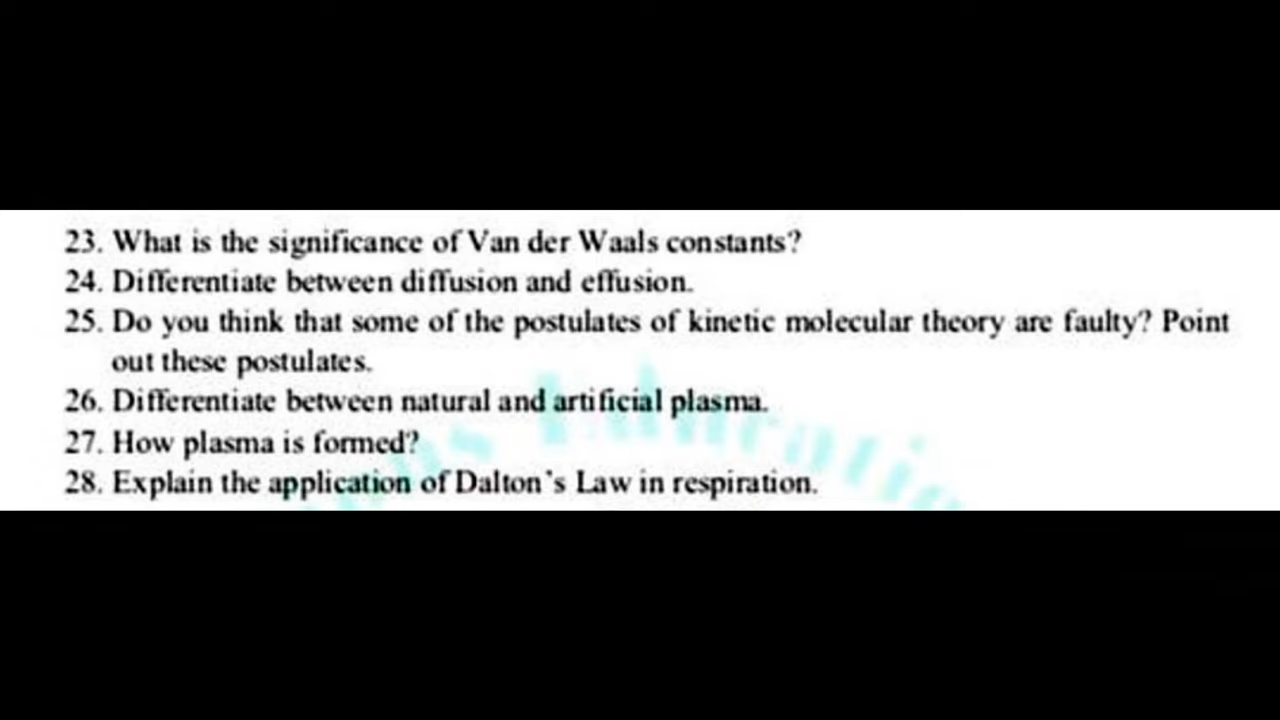 23. What is the significance of Van der Waals constants?
24. Differentiate between diffusion and effusion.
25. Do you think that some of the postulates of kinetic molecular theory are faulty? Point
out these postulates.
26. Differentiate between natural and artificial plasma.
27. How plasma is formed?
28. Explain the application of Dalton's Law in respiration.